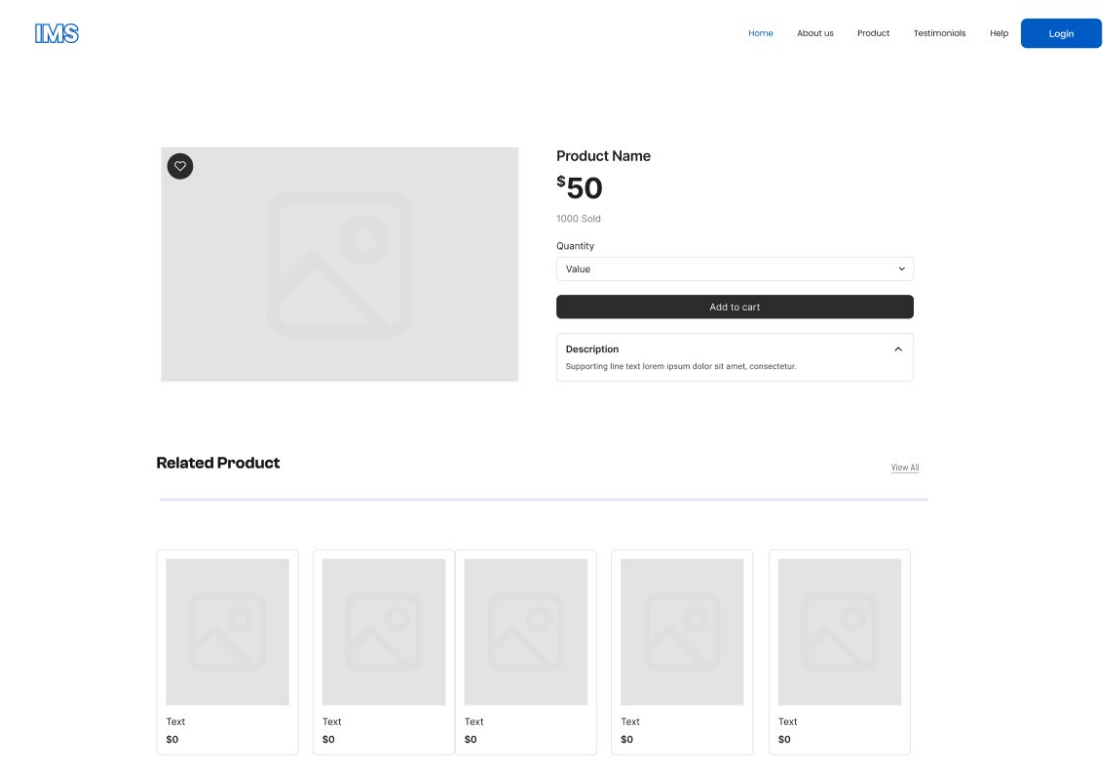 IMS
Home About us Product Testimonials Help Login
Product Name
$50
1000 Sold
Quantity
Value
Add to cart
Description
Supporting line text lorem ipsum dolor sit amet, consectetur.
Related Product
View All
Text Text Text Text Text
$0 $0 $0 $0 $0